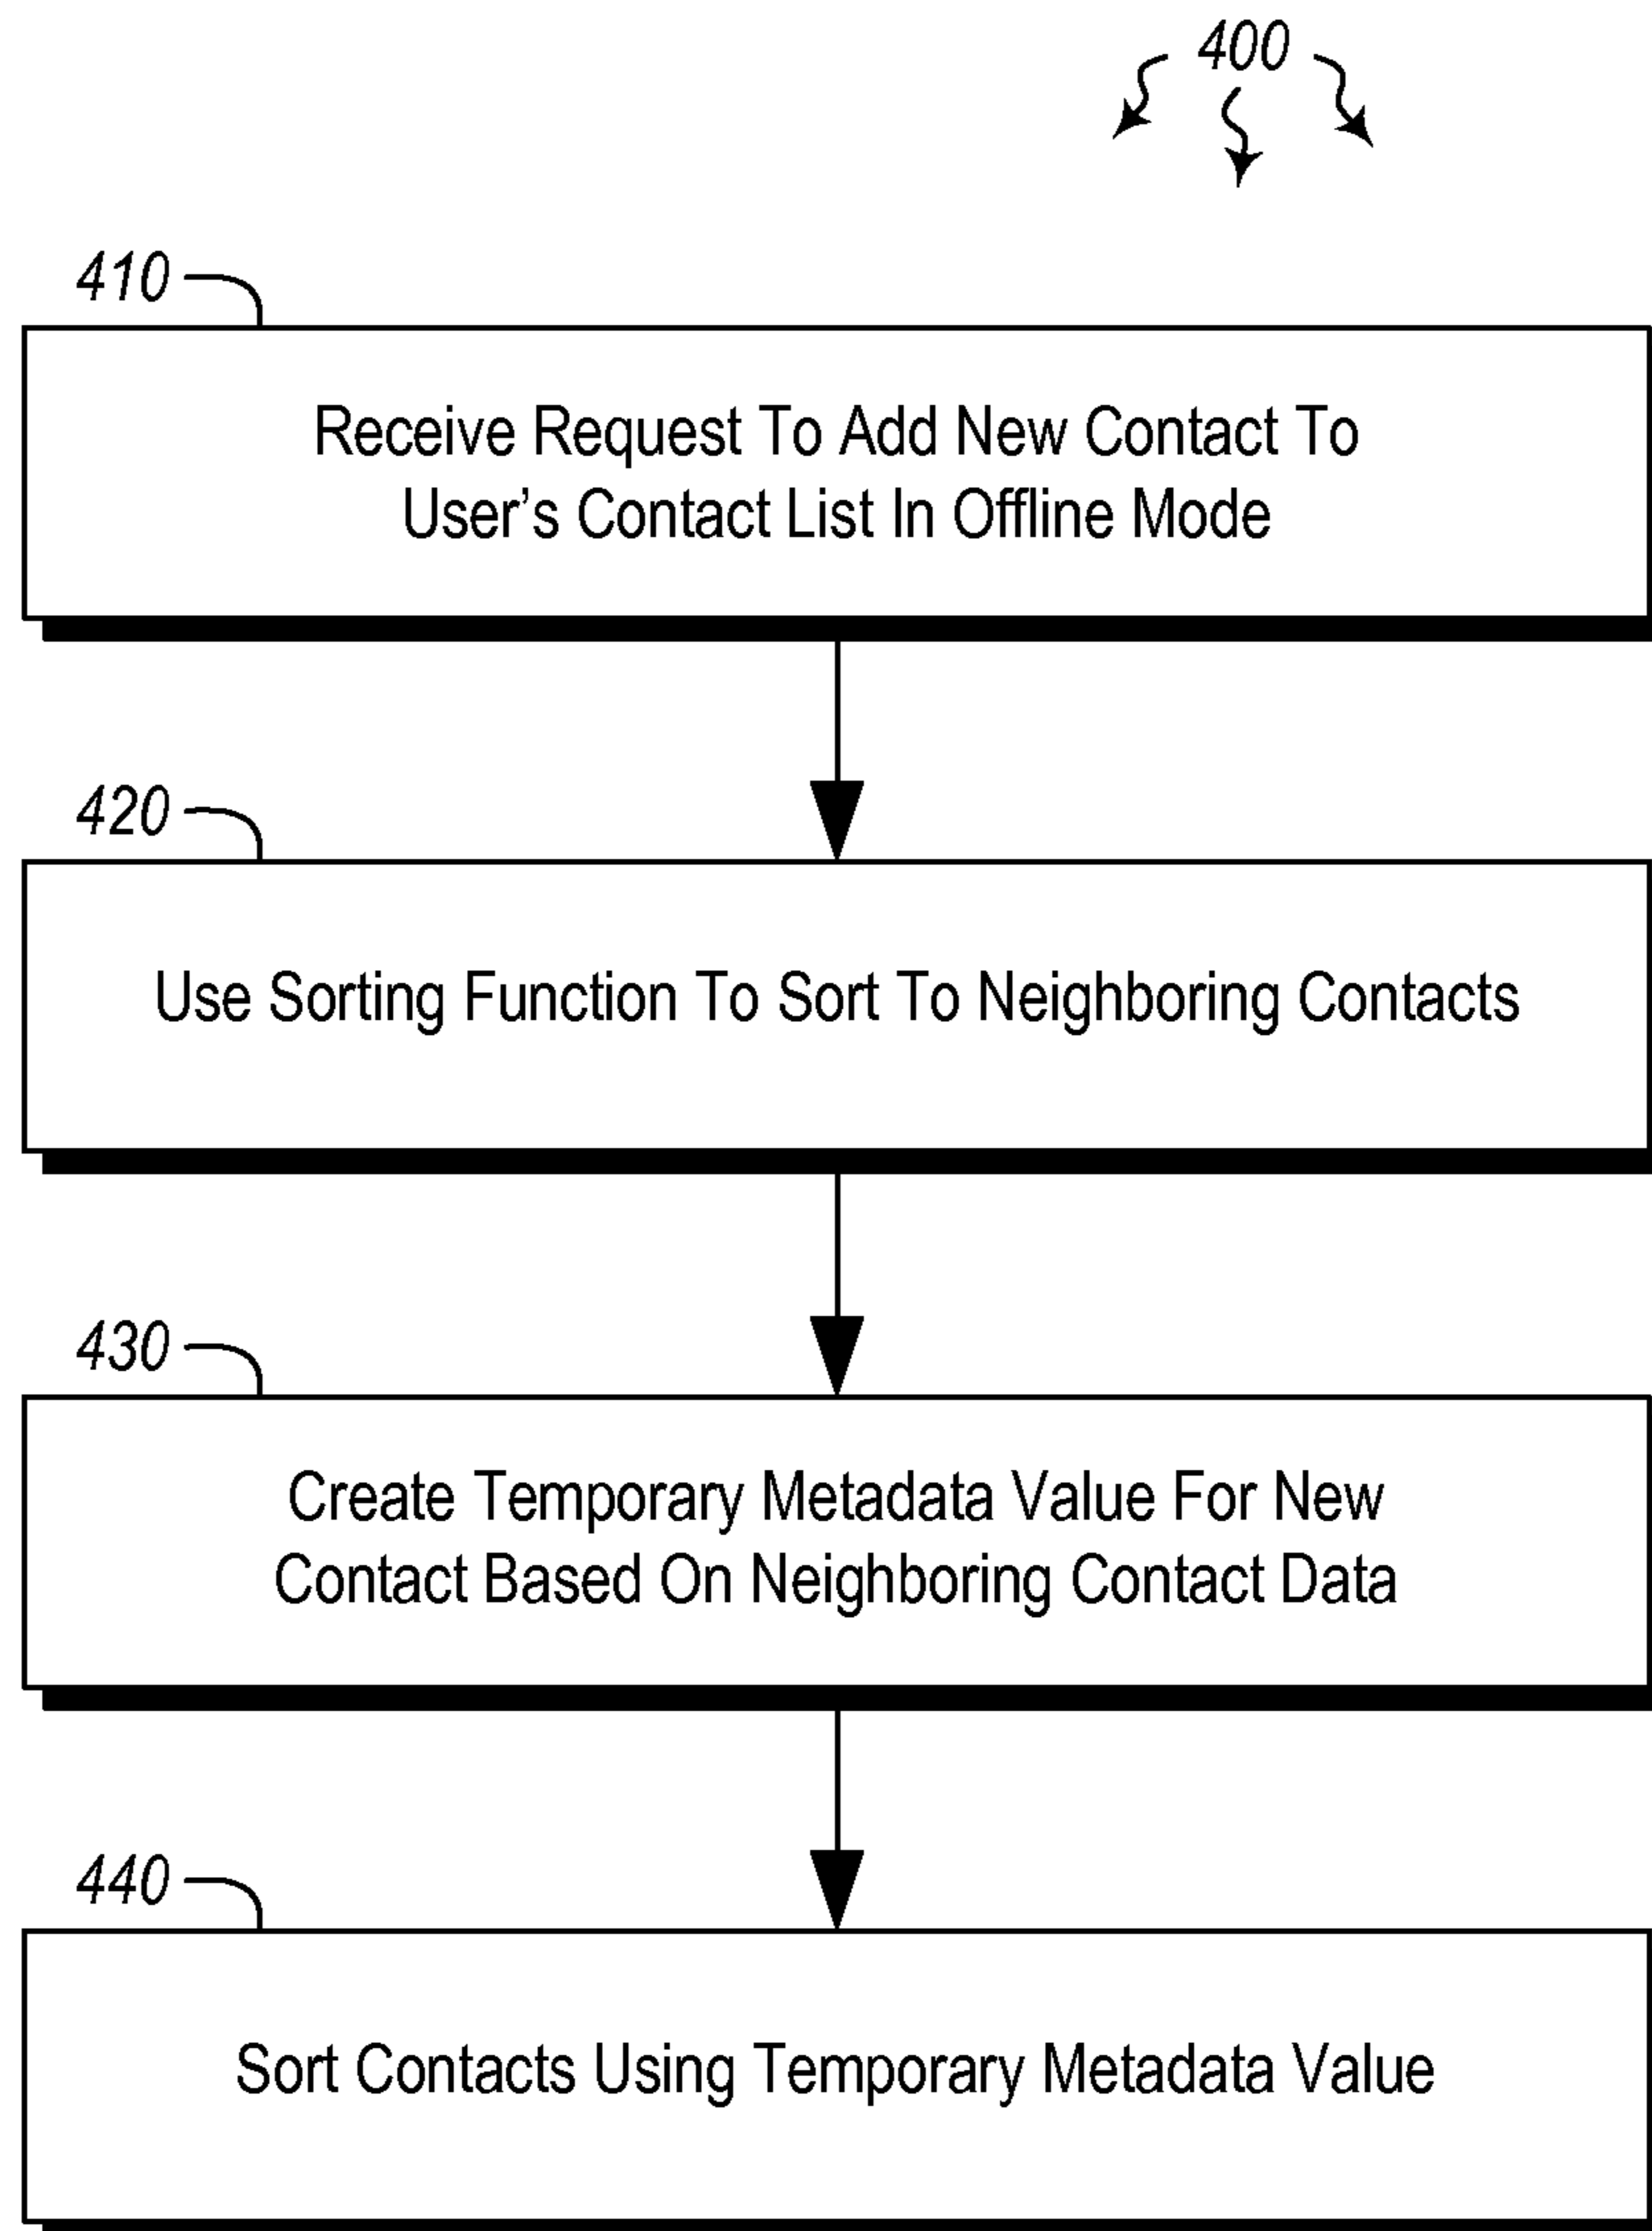 400
410
Receive Request To Add New Contact To
User's Contact List In Offline Mode
420
Use Sorting Function To Sort To Neighboring Contacts
430
Create Temporary Metadata Value For New
Contact Based On Neighboring Contact Data
440
Sort Contacts Using Temporary Metadata Value